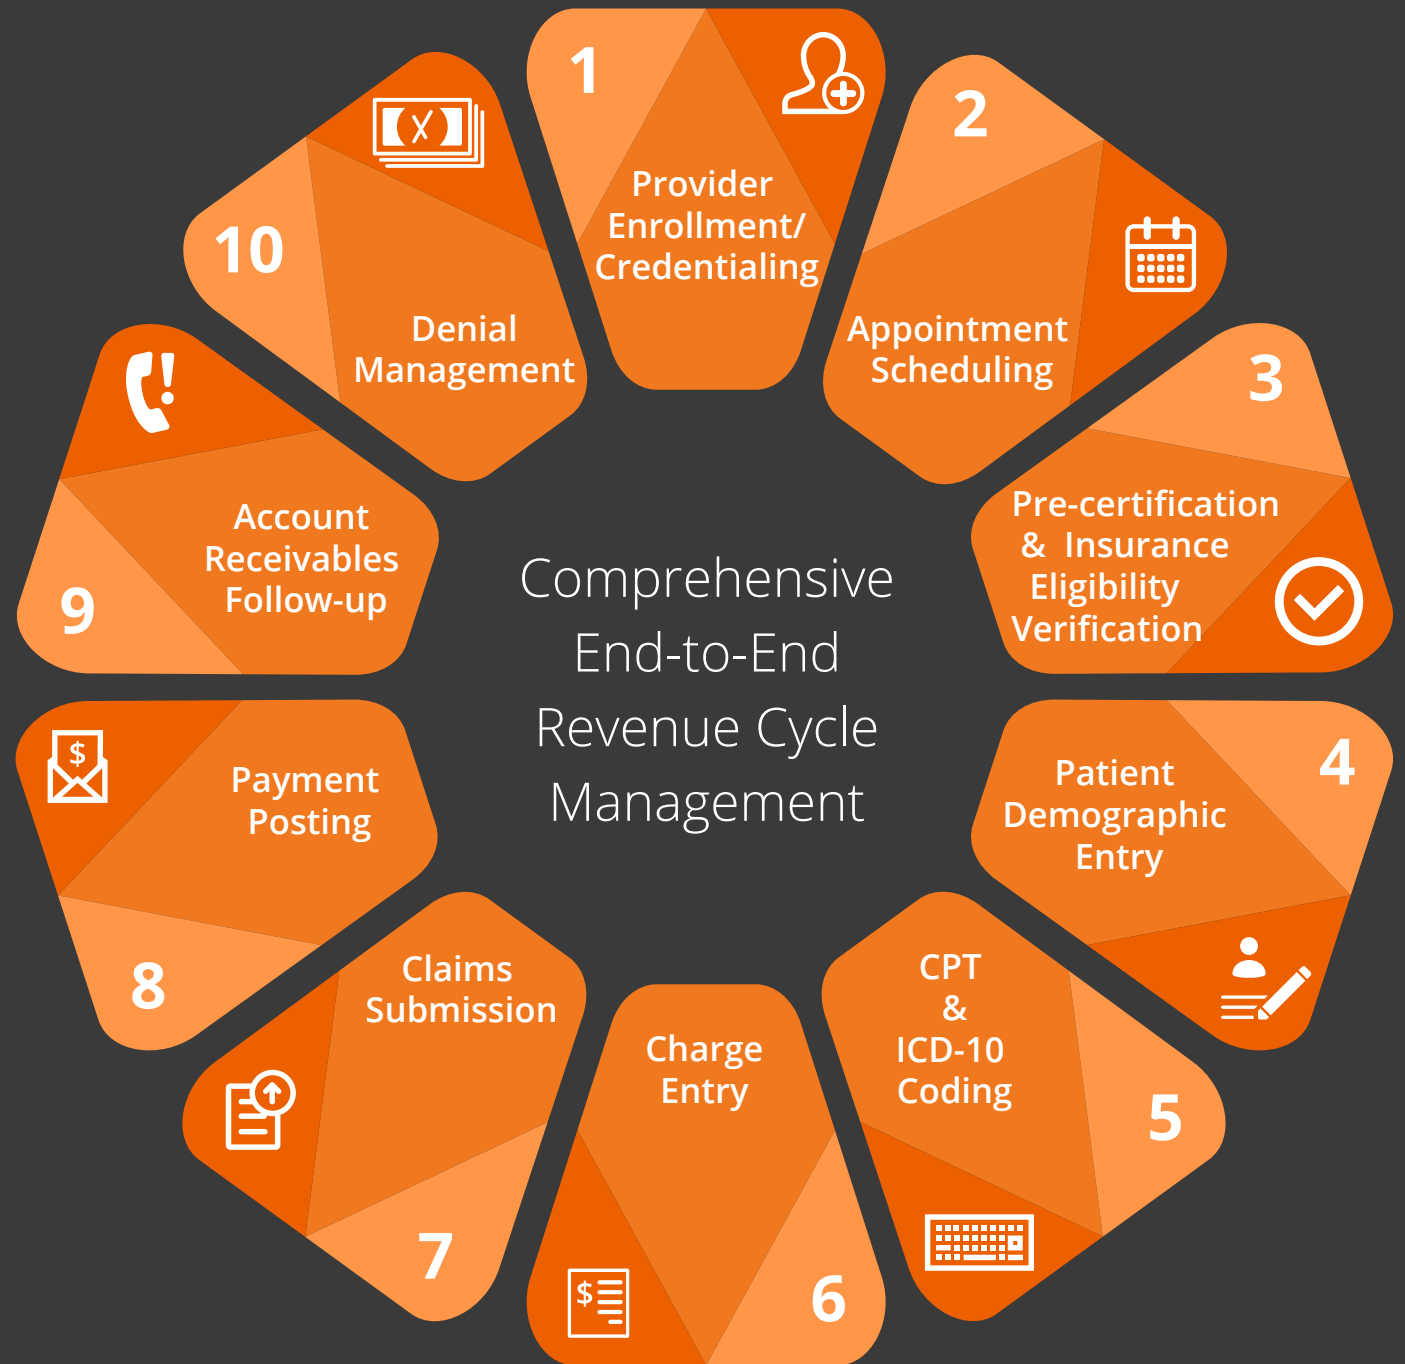 1
Provider
Enrollment/
Credentialing
2
Appointment
Scheduling
3
Pre-certification
& Insurance
Eligibility
Verification
4
Patient
Demographic
Entry
5
CPT
&
ICD-10
Coding
6
Charge
Entry
$
7
Claims
Submission
8
Payment
Posting
$
9
Account
Receivables
Follow-up
10
Denial
Management
Comprehensive
End-to-End
Revenue Cycle
Management